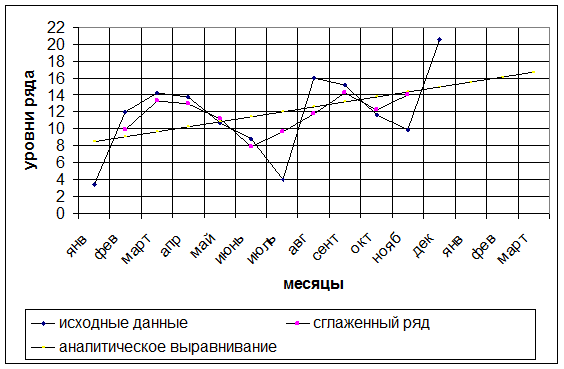 22
20
18
16
14
12
10
8
6
4
2
0
уровни ряда
янв фев март апр май июнь июль авг сент окт нояб дек янв фев март
месяцы
исходные данные сглаженный ряд
аналитическое выравнивание